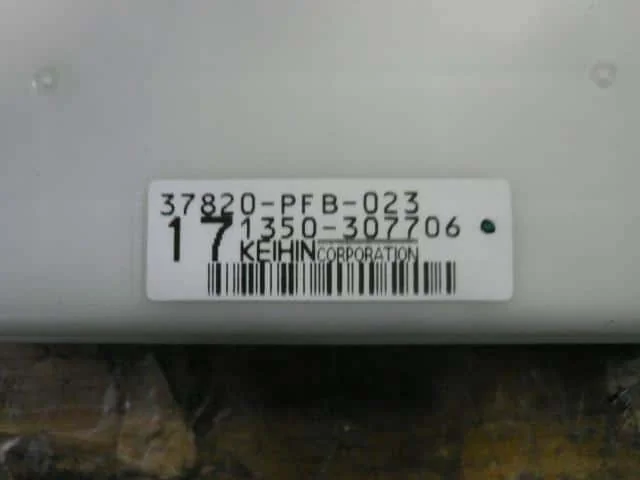 37820-PFB-023
17 1350-307706
KEIHIN CORPORATION